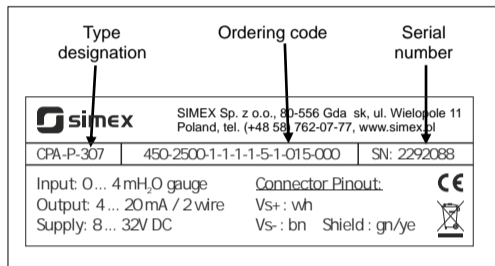 Type designation
Ordering code
Serial number
simex
SIMEX Sp. z o.o., 80-556 Gda sk, ul. Wielopole 11
Poland, tel. (+48 58) 762-07-77, www.simex.pl
CPA-P-307
450-2500-1-1-1-1-5-1-015-000
SN: 2292088
Input: 0... 4 mH₂O gauge
Output: 4... 20 mA / 2 wire
Supply: 8... 32V DC
Connector Pinout:
Vs+: wh
Vs-: bn Shield : gn/ye
CE